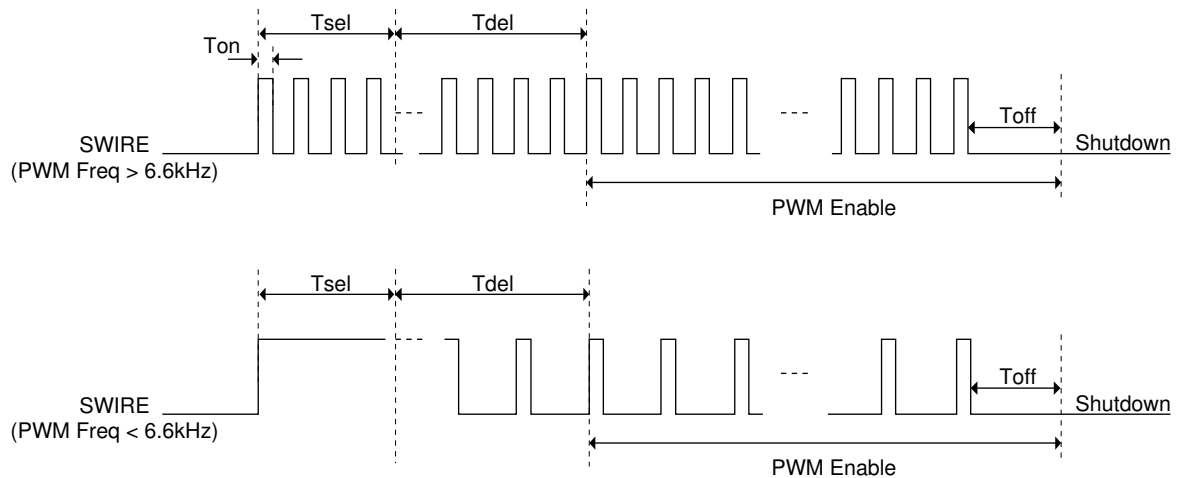 Tsel
Tdel
Ton
Toff
SWIRE
(PWM Freq > 6.6kHz)
Shutdown
PWM Enable
Tsel
Tdel
Toff
SWIRE
(PWM Freq < 6.6kHz)
Shutdown
PWM Enable